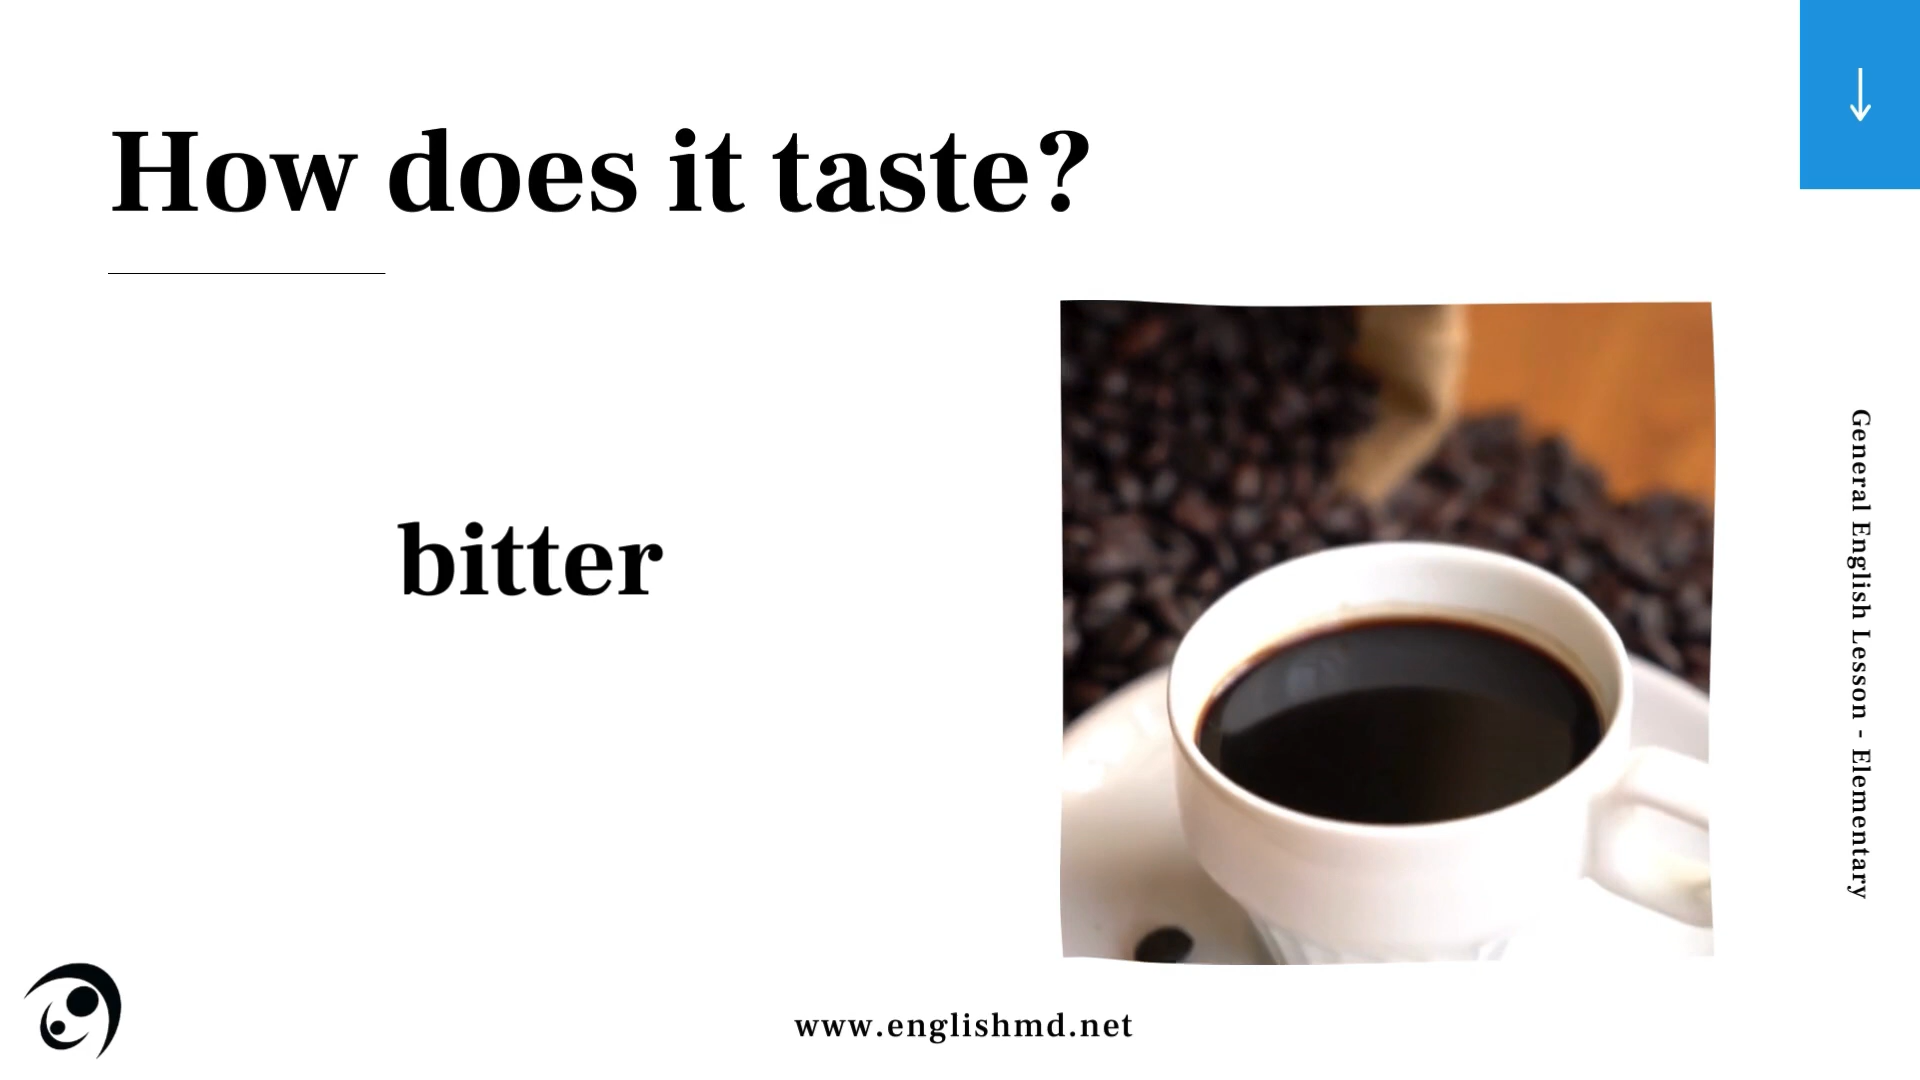 How does it taste?
bitter
General English Lesson - Elementary
www.englishmd.net